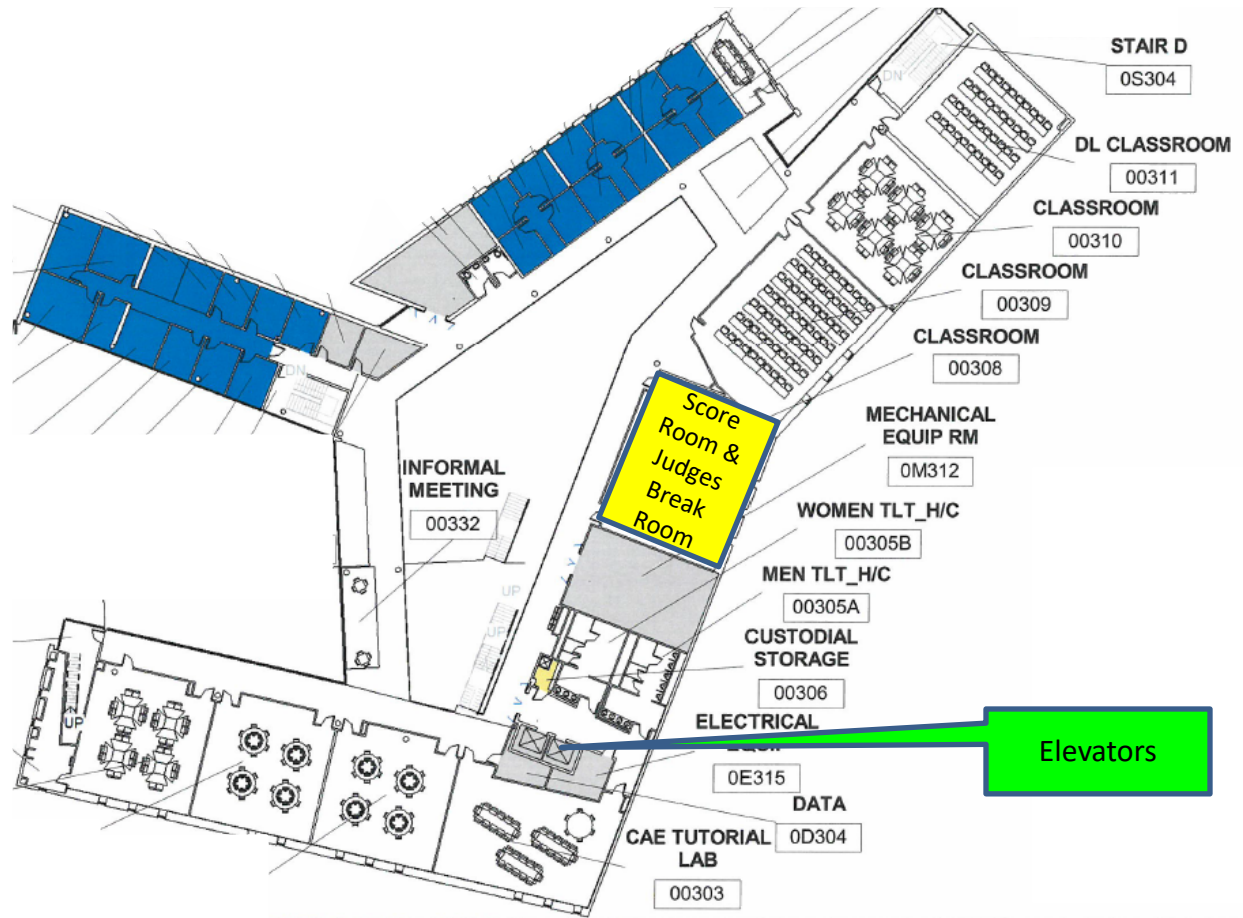 STAIR D
0S304
DN
DL CLASSROOM
00311
CLASSROOM
00310
CLASSROOM
00309
CLASSROOM
00308
Score
Room &
Judges
Break
Room
DN
MECHANICAL
EQUIP RM
0M312
INFORMAL
MEETING
00332
WOMEN TLT_H/C
00305B
MEN TLT_H/C
00305A
UP
UP
CUSTODIAL
STORAGE
00306
UP
ELECTRICAL
EQUIP
0E315
Elevators
DATA
0D304
CAE TUTORIAL
LAB
00303